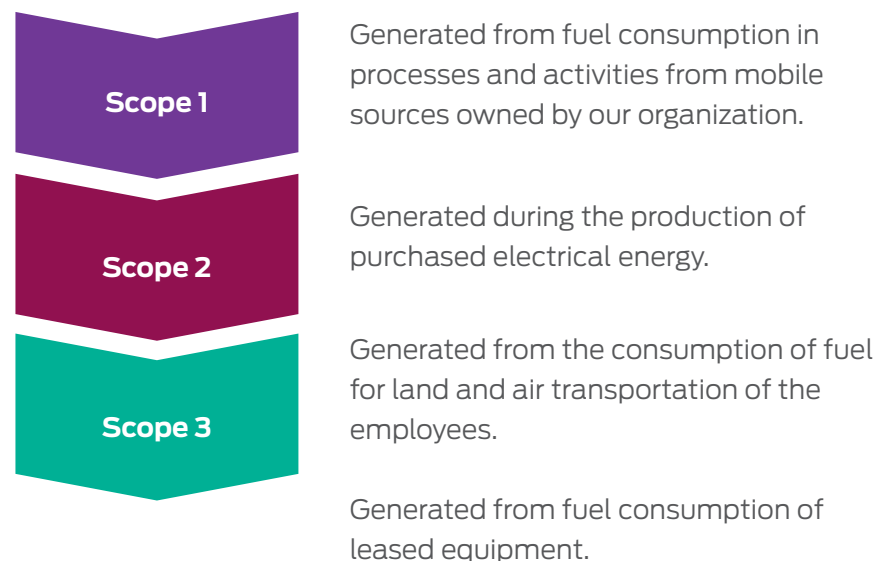 Scope 1
Generated from fuel consumption in
processes and activities from mobile
sources owned by our organization.
Scope 2
Generated during the production of
purchased electrical energy.
Scope 3
Generated from the consumption of fuel
for land and air transportation of the
employees.
Generated from fuel consumption of
leased equipment.